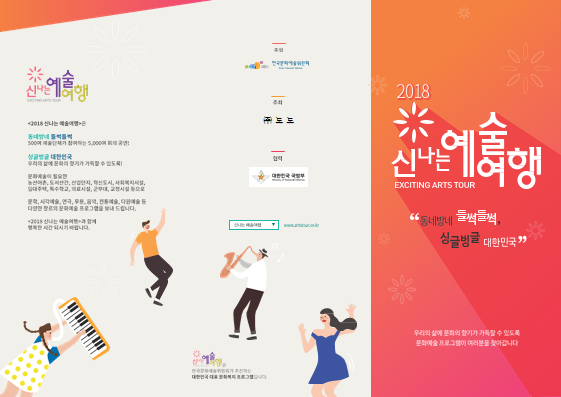 신나는 예술여행
EXCITING ARTS TOUR
<2018 신나는 예술여행>은
동네방네 들썩들썩
500여 예술단체가 참여하는 5,000여 회의 공연!
싱글벙글 대한민국
우리의 삶에 문화의 향기가 가득할 수 있도록!
문화예술이 필요한
농산어촌, 도서산간, 산업단지, 혁신도시, 사회복지시설,
임대주택, 특수학교, 의료시설, 군부대, 교정시설 등으로
문학, 시각예술, 연극, 무용, 음악, 전통예술, 다원예술 등
다양한 장르의 문화예술 프로그램을 보내 드립니다.
<2018 신나는 예술여행>과 함께
행복한 시간 되시기 바랍니다.
주최
한국문화예술위원회
주최
㈜ 도 도
협력
대한민국 국방부
신나는 예술여행 ▼
www.artstour.or.kr
신나는 예술여행은
한국문화예술위원회가 추진하는
대한민국 대표 문화복지 프로그램입니다.
2018
신나는 예술여행
EXCITING ARTS TOUR
“동네방네 들썩들썩,
싱글벙글 대한민국”
우리의 삶에 문화의 향기가 가득할 수 있도록
문화예술 프로그램이 여러분을 찾아갑니다